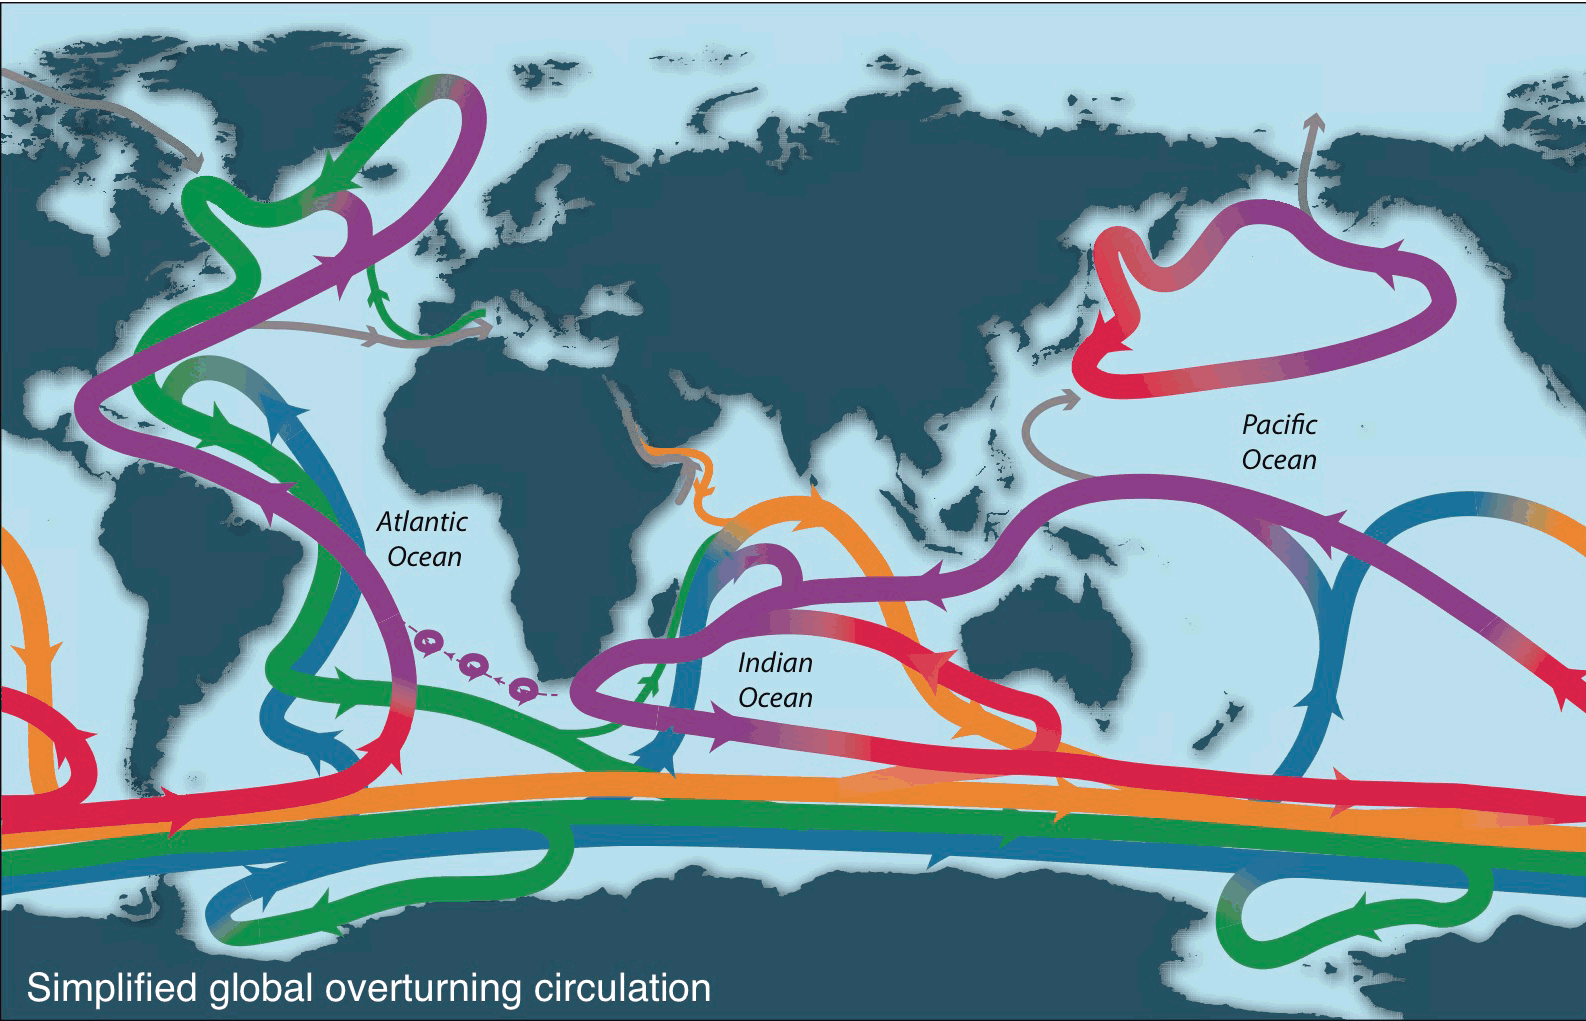 Pacific
Ocean
Atlantic
Ocean
Indian
Ocean
Simplified global overturning circulation